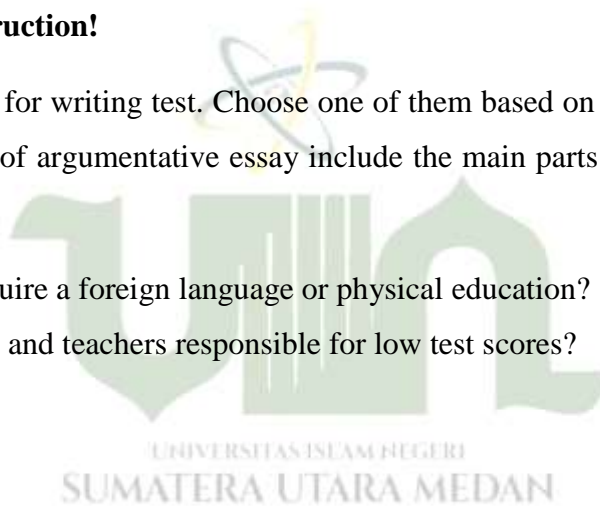 ruction!
for writing test. Choose one of them based on
of argumentative essay include the main parts
uire a foreign language or physical education?
and teachers responsible for low test scores?
UNIVERSITAS ISLAM NEGERI
SUMATERA UTARA MEDAN